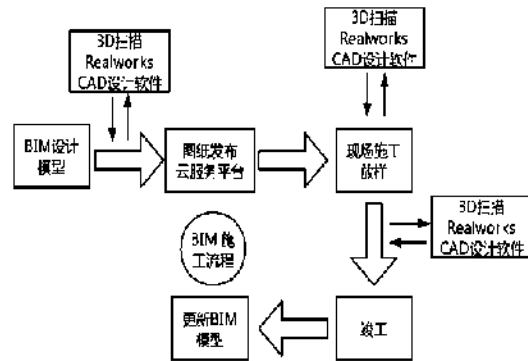 3D扫描
Realworks
CAD设计软件
3D扫描
Realworks
CAD设计软件
BIM设计
模型
图纸发布
云服务平台
现场施工
放样
3D扫描
Realworks
CAD设计软件
BIM 施
工流程
更新BIM
模型
竣工